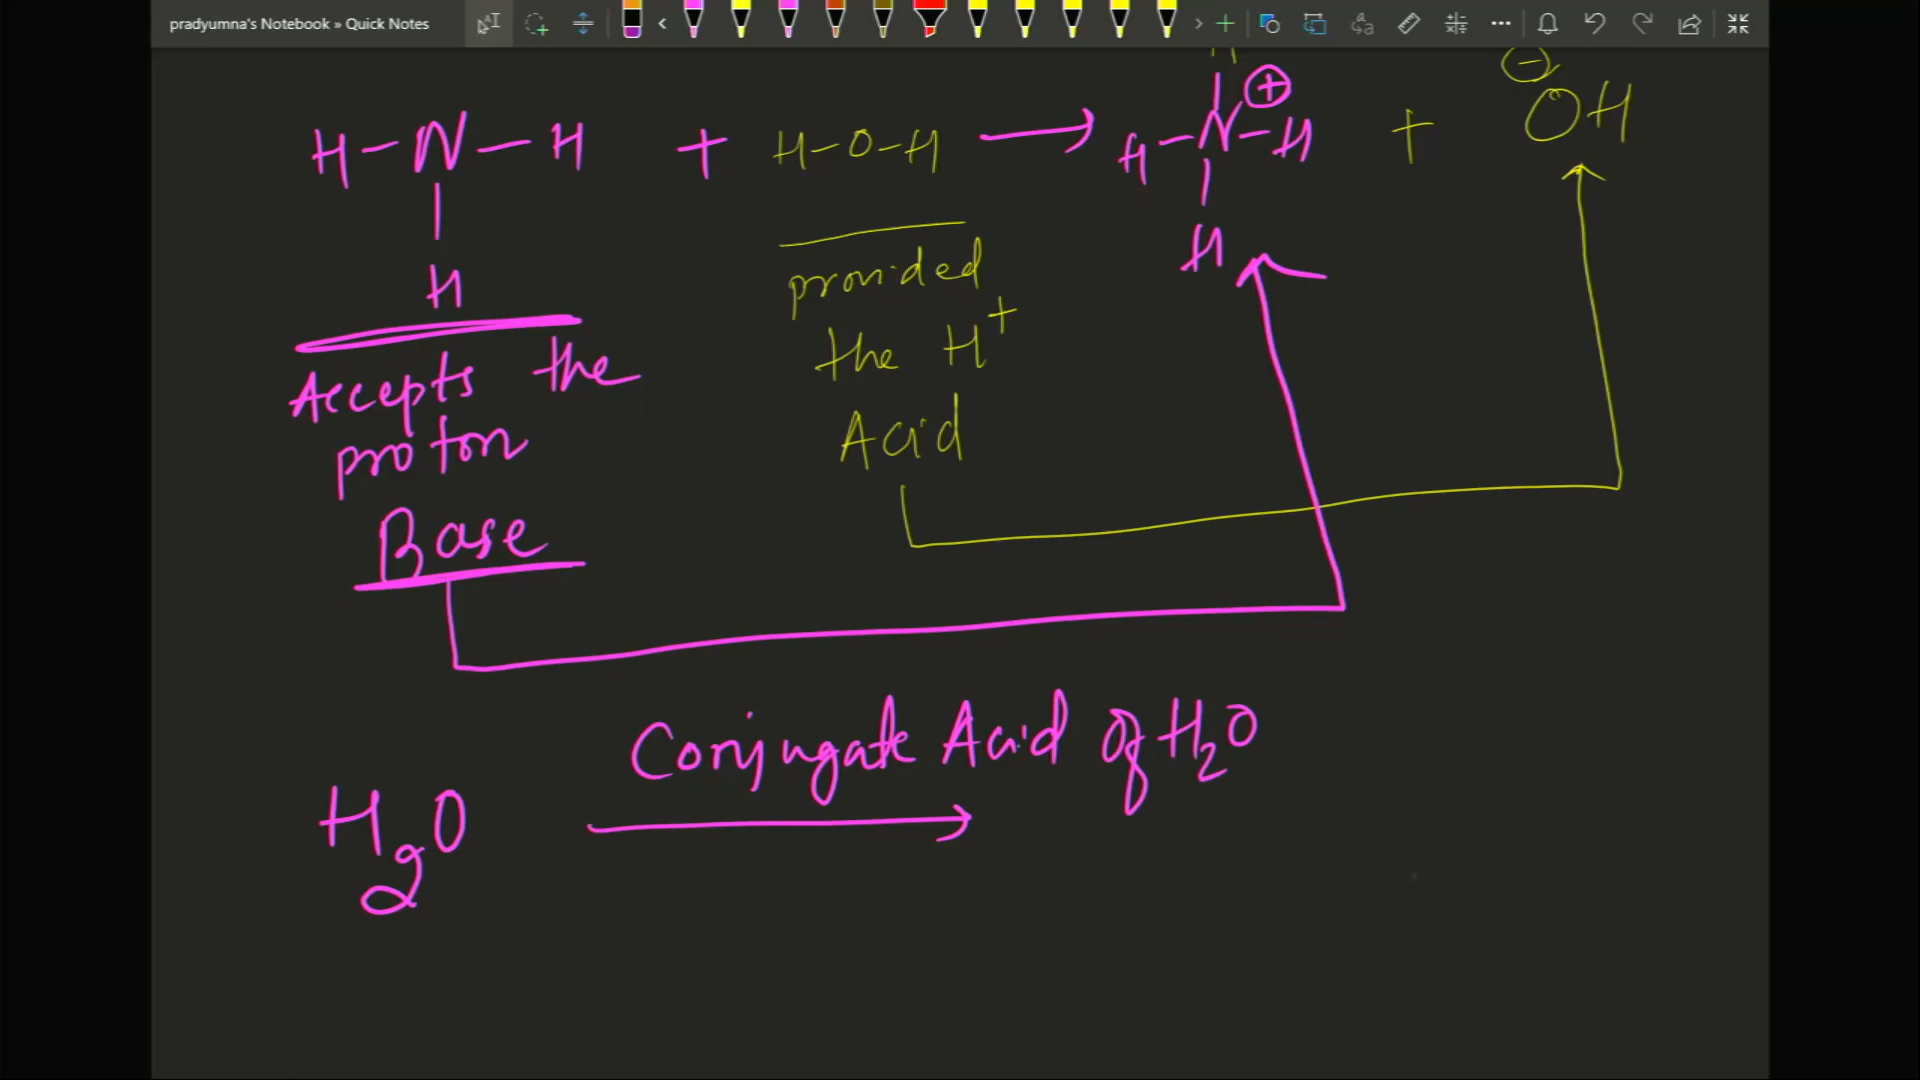 pradyumna's Notebook » Quick Notes
H-N-H + H-O-H → H-N-H + OH
H
H
⊕
⊖
Accepts the
proton
Base
provided
the H+
Acid
Conjugate Acid of H2O
H2O →